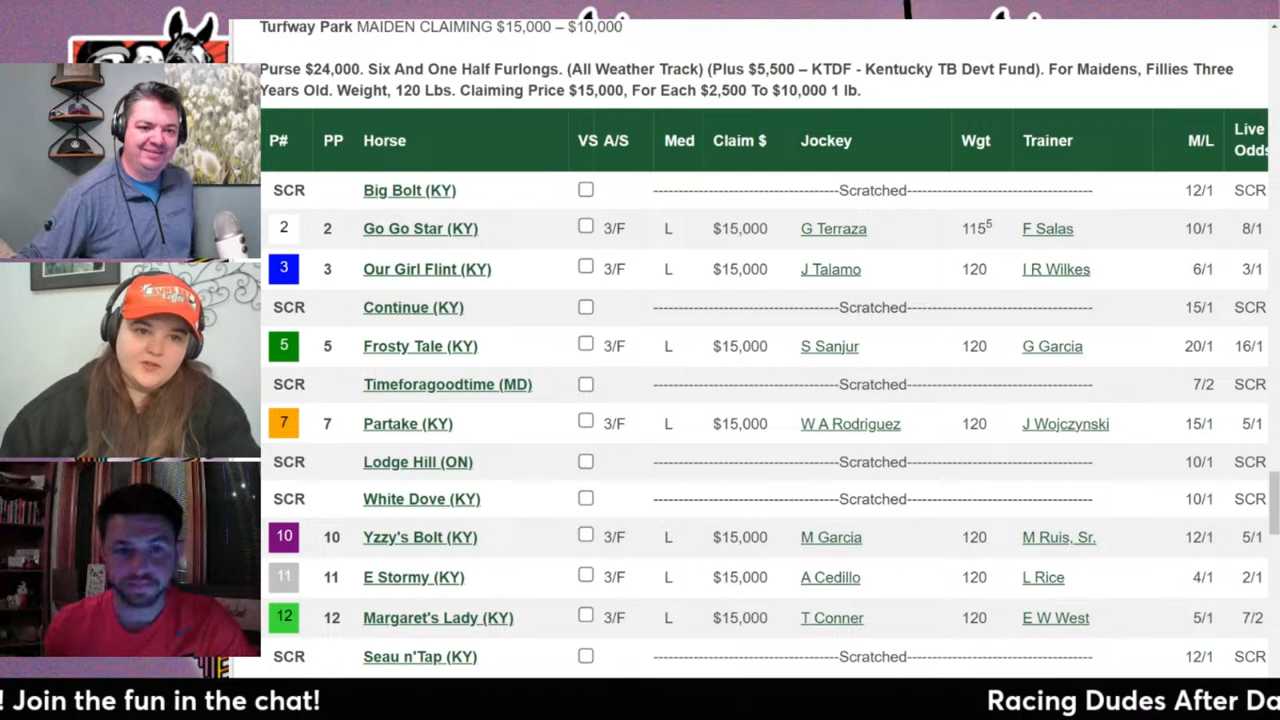 Turfway Park MAIDEN CLAIMING $15,000 – $10,000
Purse $24,000. Six And One Half Furlongs. (All Weather Track) (Plus $5,500 – KTDF - Kentucky TB Devt Fund). For Maidens, Fillies Three
Years Old. Weight, 120 Lbs. Claiming Price $15,000, For Each $2,500 To $10,000 1 lb.
P# PP Horse VS A/S Med Claim $ Jockey Wgt Trainer M/L Live Odds
SCR Big Bolt (KY) -----Scratched----- 12/1 SCR
2 2 Go Go Star (KY) 3/F L $15,000 G Terraza 115⁵ F Salas 10/1 8/1
3 3 Our Girl Flint (KY) 3/F L $15,000 J Talamo 120 I R Wilkes 6/1 3/1
SCR Continue (KY) -----Scratched----- 15/1 SCR
5 5 Frosty Tale (KY) 3/F L $15,000 S Sanjur 120 G Garcia 20/1 16/1
SCR Timeforagoodtime (MD) -----Scratched----- 7/2 SCR
7 7 Partake (KY) 3/F L $15,000 W A Rodriguez 120 J Wojczynski 15/1 5/1
SCR Lodge Hill (ON) -----Scratched----- 10/1 SCR
SCR White Dove (KY) -----Scratched----- 10/1 SCR
10 10 Yzzy's Bolt (KY) 3/F L $15,000 M Garcia 120 M Ruis, Sr. 12/1 5/1
11 11 E Stormy (KY) 3/F L $15,000 A Cedillo 120 L Rice 4/1 2/1
12 12 Margaret's Lady (KY) 3/F L $15,000 T Conner 120 E W West 5/1 7/2
SCR Seau n'Tap (KY) -----Scratched----- 12/1 SCR
! Join the fun in the chat! Racing Dudes After Da